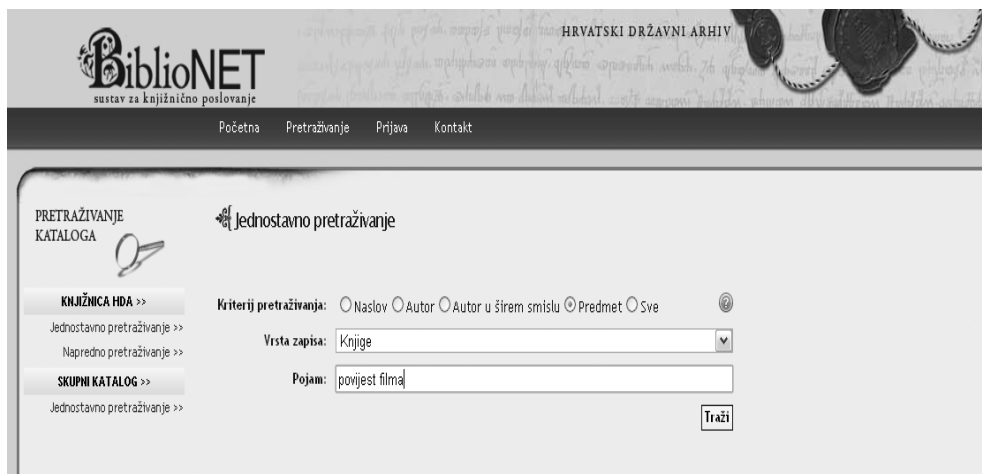 HRVATSKI DRŽAVNI ARHIV
BiblioNET
sustav za knjižnično poslovanje
Početna Pretraživanje Prijava Kontakt
PRETRAŽIVANJE
KATALOGA
KNJIŽNICA HDA >>
Jednostavno pretraživanje >>
Napredno pretraživanje >>
SKUPNI KATALOG >>
Jednostavno pretraživanje >>
Jednostavno pretraživanje
Kriterij pretraživanja: Naslov Autor Autor u širem smislu Predmet Sve
Vrsta zapisa: Knjige
Pojam: povijest filma
Traži